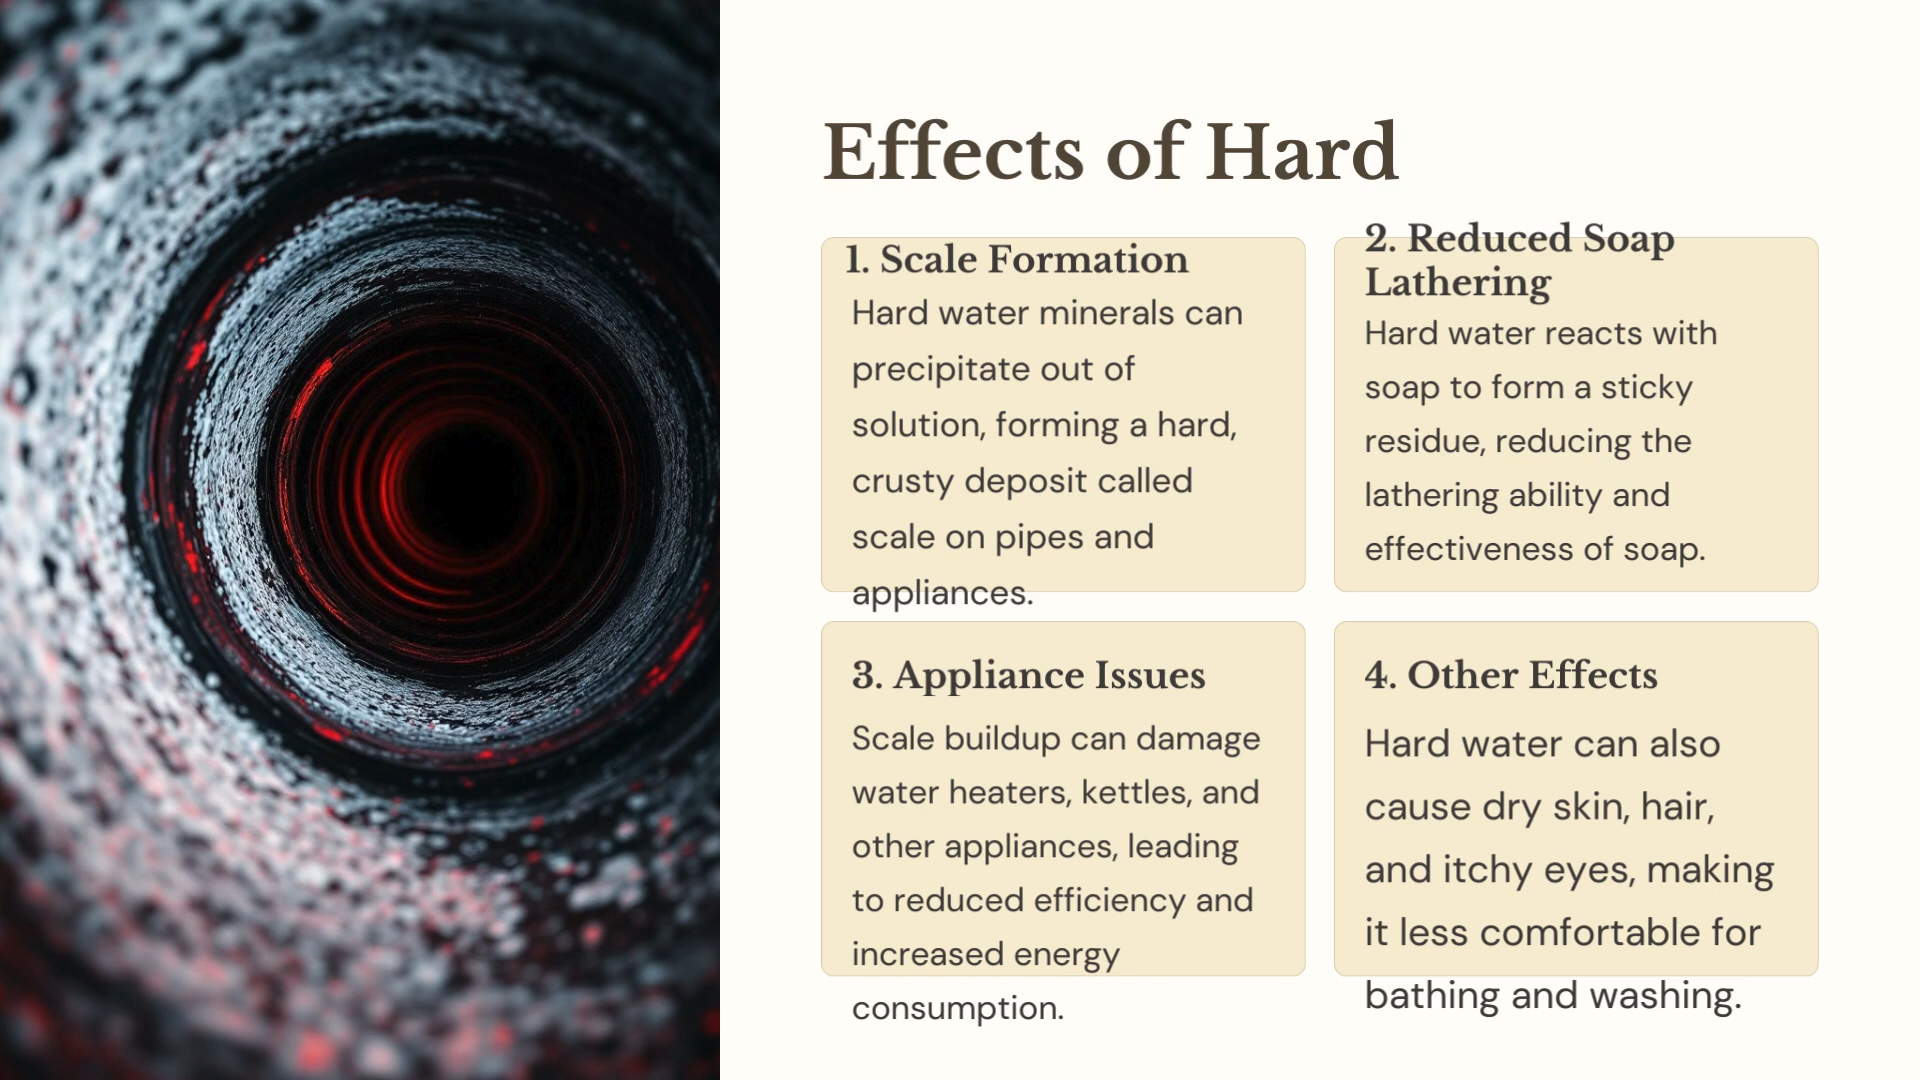 Effects of Hard
1. Scale Formation
Hard water minerals can
precipitate out of
solution, forming a hard,
crusty deposit called
scale on pipes and
appliances.
2. Reduced Soap
Lathering
Hard water reacts with
soap to form a sticky
residue, reducing the
lathering ability and
effectiveness of soap.
3. Appliance Issues
Scale buildup can damage
water heaters, kettles, and
other appliances, leading
to reduced efficiency and
increased energy
consumption.
4. Other Effects
Hard water can also
cause dry skin, hair,
and itchy eyes, making
it less comfortable for
bathing and washing.